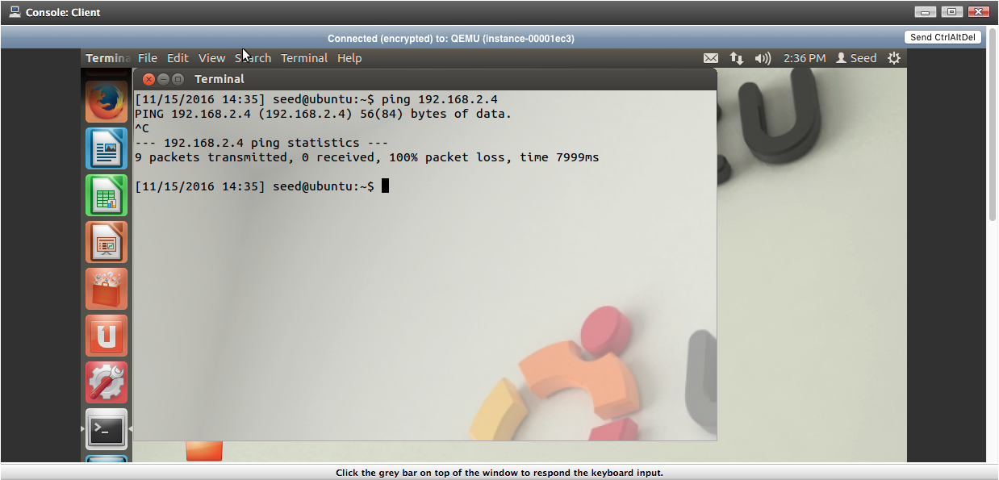 Console: Client
Connected (encrypted) to: QEMU (instance-00001ec3)
Send CtrlAltDel
Termina File Edit View Search Terminal Help 2:36 PM Seed
Terminal
[11/15/2016 14:35] seed@ubuntu:~$ ping 192.168.2.4
PING 192.168.2.4 (192.168.2.4) 56(84) bytes of data.
^C
--- 192.168.2.4 ping statistics ---
9 packets transmitted, 0 received, 100% packet loss, time 7999ms
[11/15/2016 14:35] seed@ubuntu:~$
Click the grey bar on top of the window to respond the keyboard input.